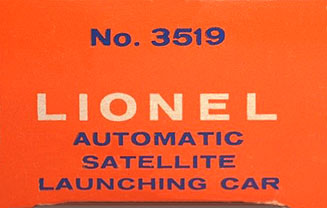 No. 3519
LIONEL
AUTOMATIC
SATELLITE
LAUNCHING CAR